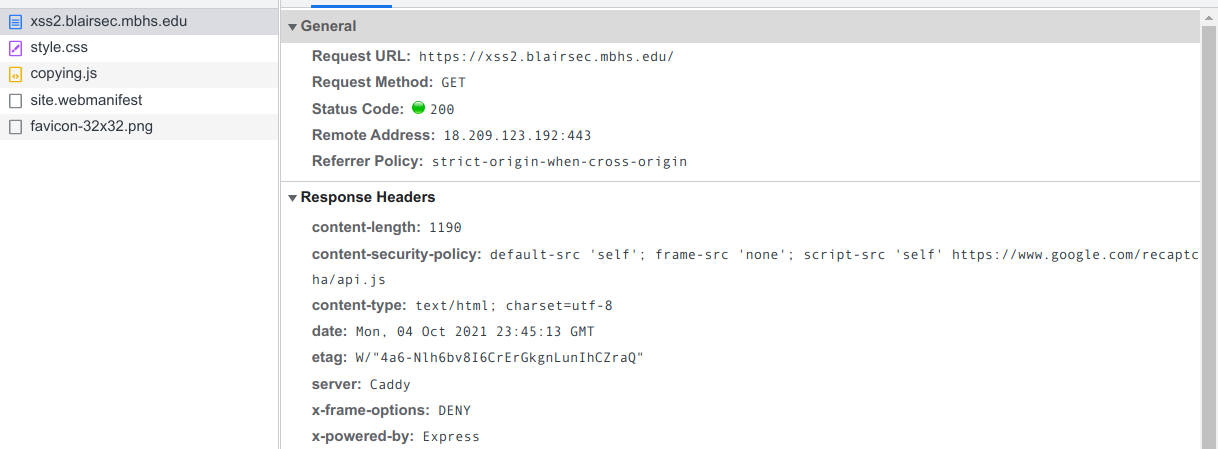 xss2.blairsec.mbhs.edu
style.css
copying.js
site.webmanifest
favicon-32x32.png
General
Request URL: https://xss2.blairsec.mbhs.edu/
Request Method: GET
Status Code: 200
Remote Address: 18.209.123.192:443
Referrer Policy: strict-origin-when-cross-origin
Response Headers
content-length: 1190
content-security-policy: default-src 'self'; frame-src 'none'; script-src 'self' https://www.google.com/recaptc
ha/api.js
content-type: text/html; charset=utf-8
date: Mon, 04 Oct 2021 23:45:13 GMT
etag: W/"4a6-Nlh6bv8I6CrErGkgnLunIhCZraQ"
server: Caddy
x-frame-options: DENY
x-powered-by: Express